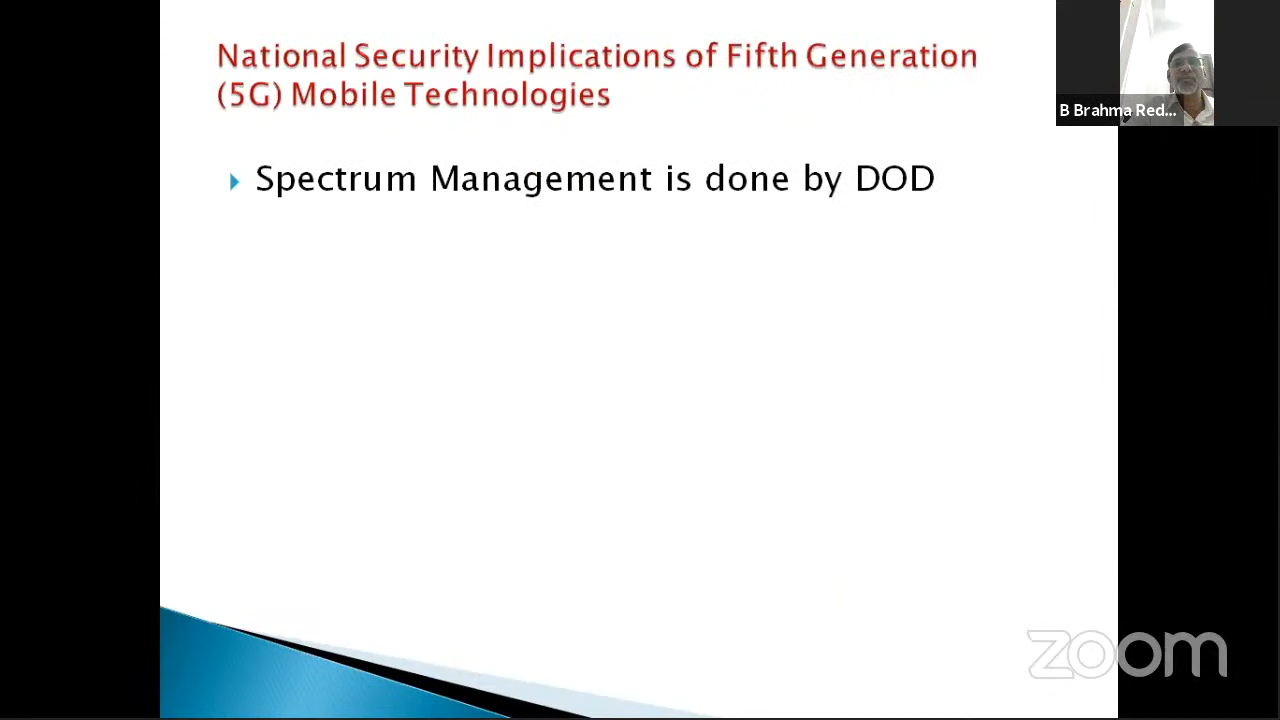 National Security Implications of Fifth Generation
(5G) Mobile Technologies
Spectrum Management is done by DOD
B Brahma Red...
zoom